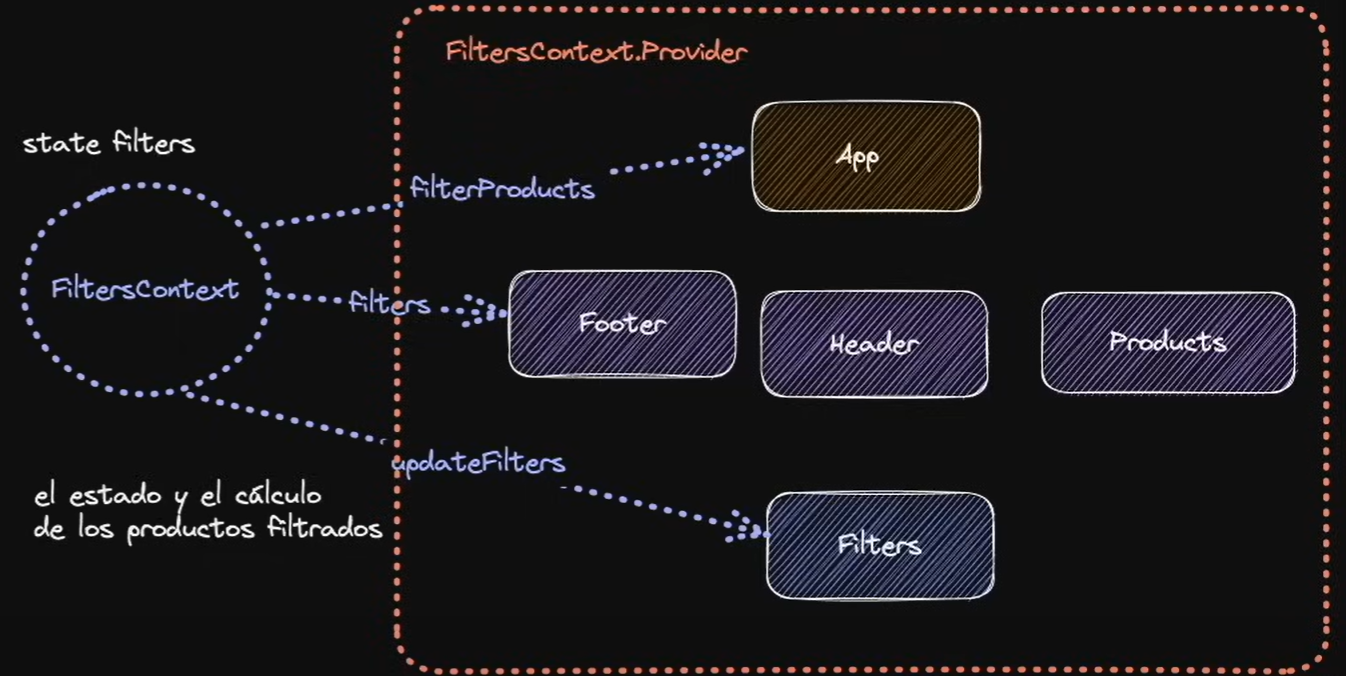 FiltersContext.Provider
state filters
App
filterProducts
FiltersContext
filters
Footer
Header
Products
updateFilters
el estado y el cálculo
de los productos filtrados
Filters